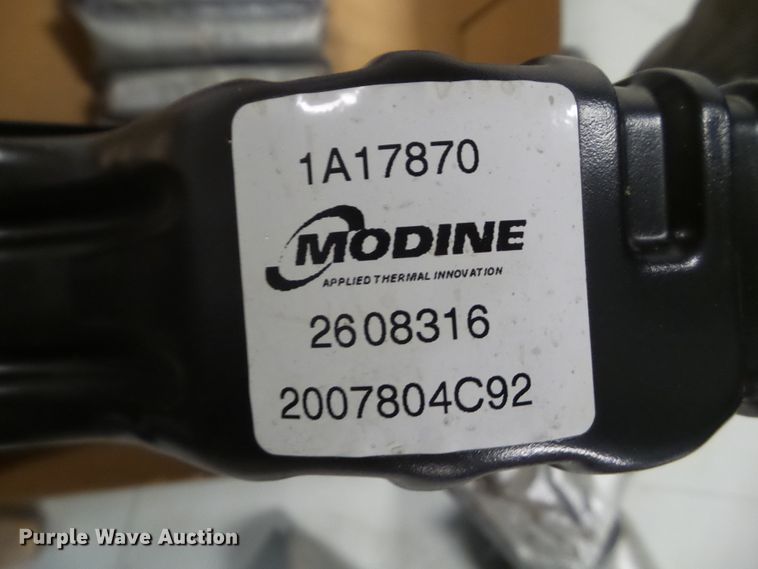 1A17870
MODINE
APPLIED THERMAL INNOVATION
2608316
2007804C92
Purple Wave Auction